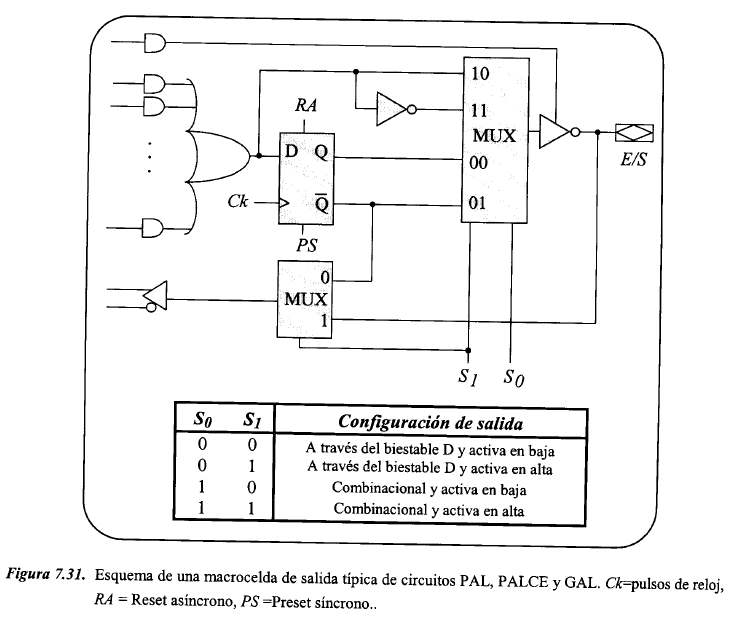 10
11
MUX
00
01
RA
D Q
Ck
Q̅
PS
E/S
0
MUX
1
S1 S0
S0 S1 Configuración de salida
0 0 A través del biestable D y activa en baja
0 1 A través del biestable D y activa en alta
1 0 Combinacional y activa en baja
1 1 Combinacional y activa en alta
Figura 7.31. Esquema de una macrocelda de salida típica de circuitos PAL, PALCE y GAL. Ck=pulsos de reloj,
RA = Reset asíncrono, PS =Preset síncrono..